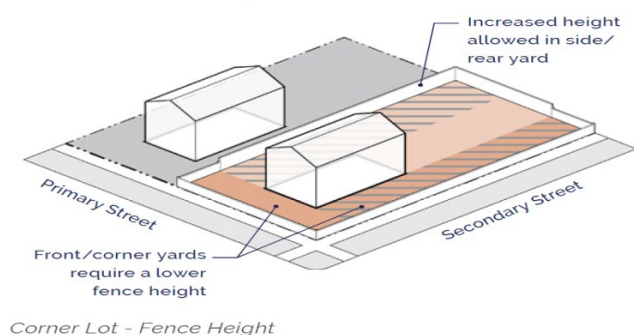 Increased height
allowed in side/
rear yard
Primary Street
Secondary Street
Front/corner yards
require a lower
fence height
Corner Lot - Fence Height